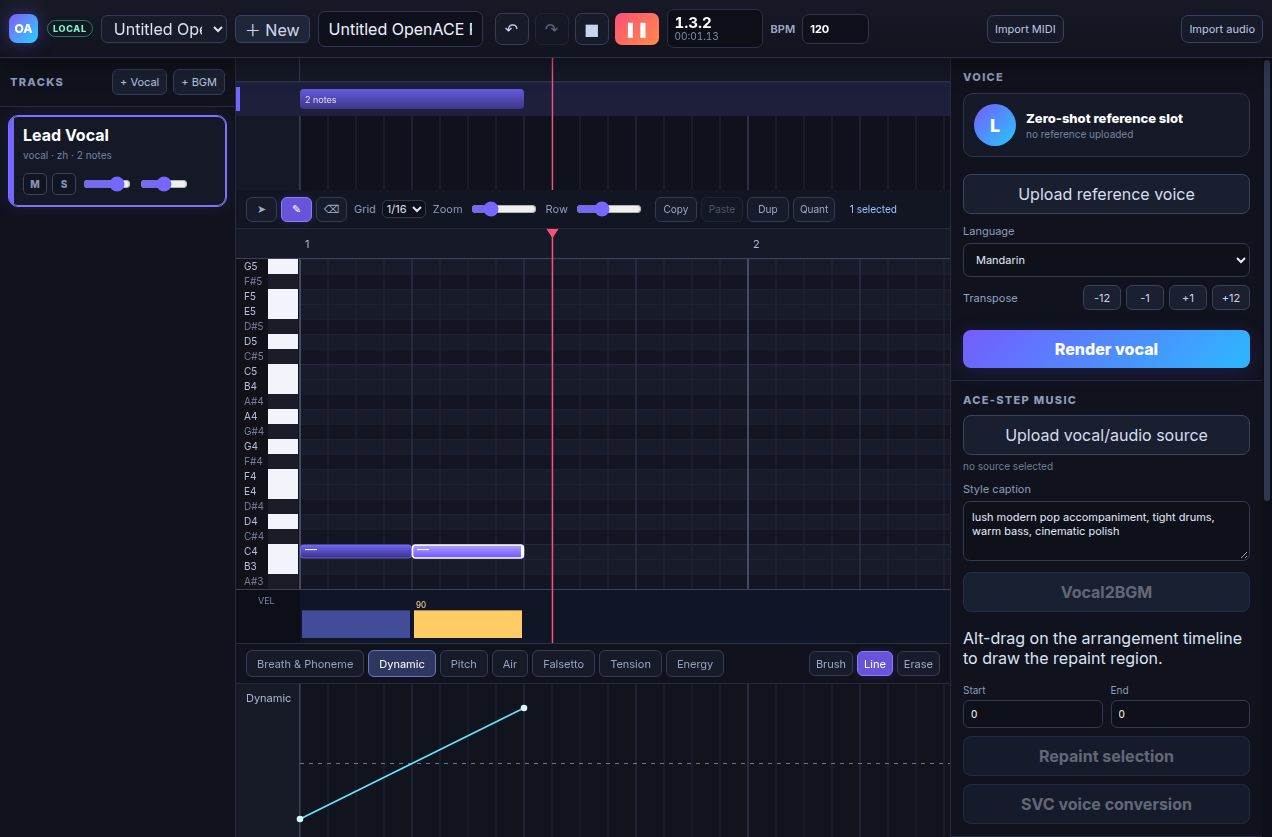 OA
LOCAL
Untitled Ope
+ New
Untitled OpenACE
1.3.2
00:01.13
BPM
120
Import MIDI
Import audio
TRACKS
+ Vocal
+ BGM
Lead Vocal
vocal · zh · 2 notes
M
S
2 notes
Grid
1/16
Zoom
Row
Copy
Paste
Dup
Quant
1 selected
1
2
G5
F#5
F5
E5
D#5
D5
C#5
C5
B4
A#4
A4
G#4
G4
F#4
F4
E4
D#4
D4
C#4
C4
B3
A#3
VEL
90
Breath & Phoneme
Dynamic
Pitch
Air
Falsetto
Tension
Energy
Brush
Line
Erase
Dynamic
VOICE
L
Zero-shot reference slot
no reference uploaded
Upload reference voice
Language
Mandarin
Transpose
-12
-1
+1
+12
Render vocal
ACE-STEP MUSIC
Upload vocal/audio source
no source selected
Style caption
lush modern pop accompaniment, tight drums,
warm bass, cinematic polish
Vocal2BGM
Alt-drag on the arrangement timeline
to draw the repaint region.
Start
End
0
0
Repaint selection
SVC voice conversion